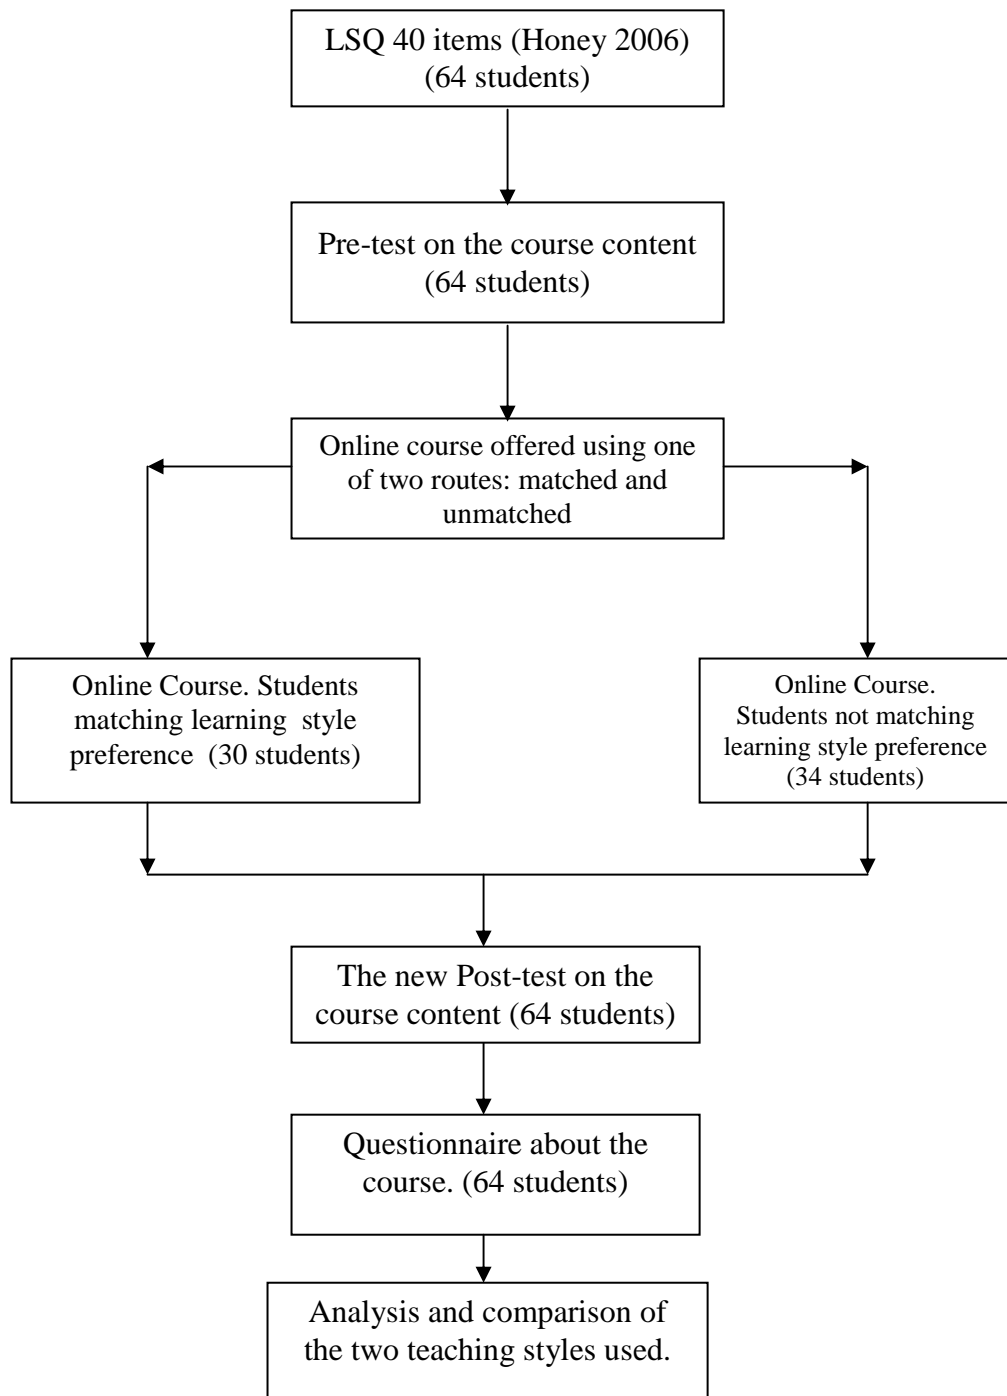 LSQ 40 items (Honey 2006)
(64 students)
Pre-test on the course content
(64 students)
Online course offered using one
of two routes: matched and
unmatched
Online Course. Students
matching learning style
preference (30 students)
Online Course.
Students not matching
learning style preference
(34 students)
The new Post-test on the
course content (64 students)
Questionnaire about the
course. (64 students)
Analysis and comparison of
the two teaching styles used.